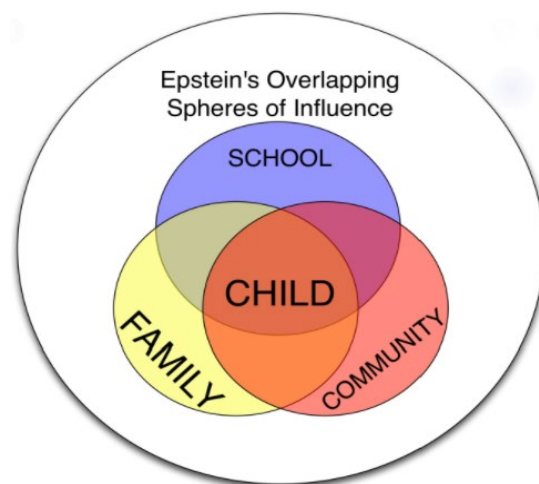 Epstein's Overlapping
Spheres of Influence
SCHOOL
CHILD
FAMILY
COMMUNITY